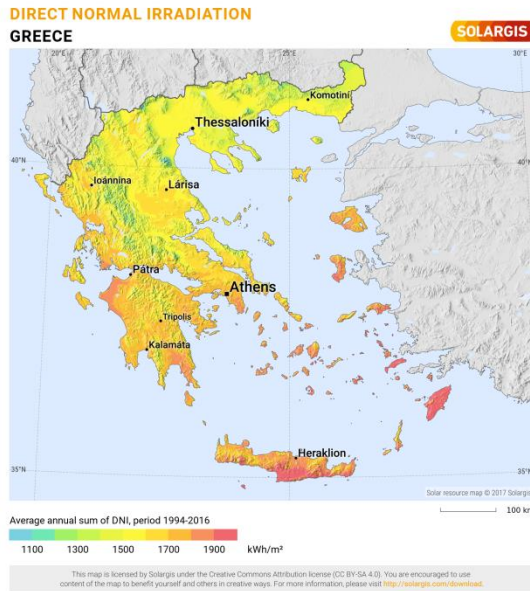 DIRECT NORMAL IRRADIATION
GREECE
SOLARGIS
20°E
25°E
30°E
Komotiní
Thessaloníki
40°N
40°N
Ioánnina
Lárisa
Pátra
Athens
Tripolis
Kalamáta
Heraklion
35°N
35°N
Solar resource map © 2017 Solargis
100 km
Average annual sum of DNI, period 1994-2016
1100 1300 1500 1700 1900 kWh/m²
This map is licensed by Solargis under the Creative Commons Attribution license (CC BY-SA 4.0). You are encouraged to use
content of the map to benefit yourself and others in creative ways. For more information, please visit http://solargis.com/download.